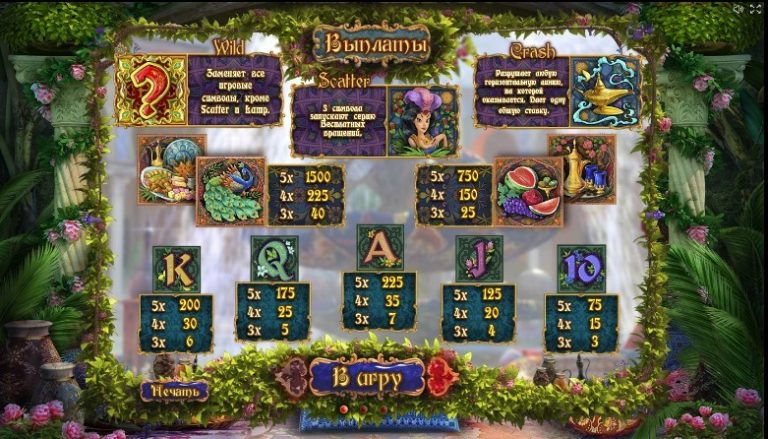 Выплаты
Wild
Заменяет все
игровые
символы, кроме
Scatter и Lamp.
Scatter
3 символа
запускают серию
Бесплатных
вращений.
Crash
Разрушает любую
горизонтальную линию,
на которой
оказывается. Дает одну
общую ставку.
5x 1500
4x 225
3x 40
5x 750
4x 150
3x 25
K
5x 200
4x 30
3x 6
Q
5x 175
4x 25
3x 5
A
5x 225
4x 35
3x 7
J
5x 125
4x 20
3x 4
10
5x 75
4x 15
3x 3
Печать
В игру